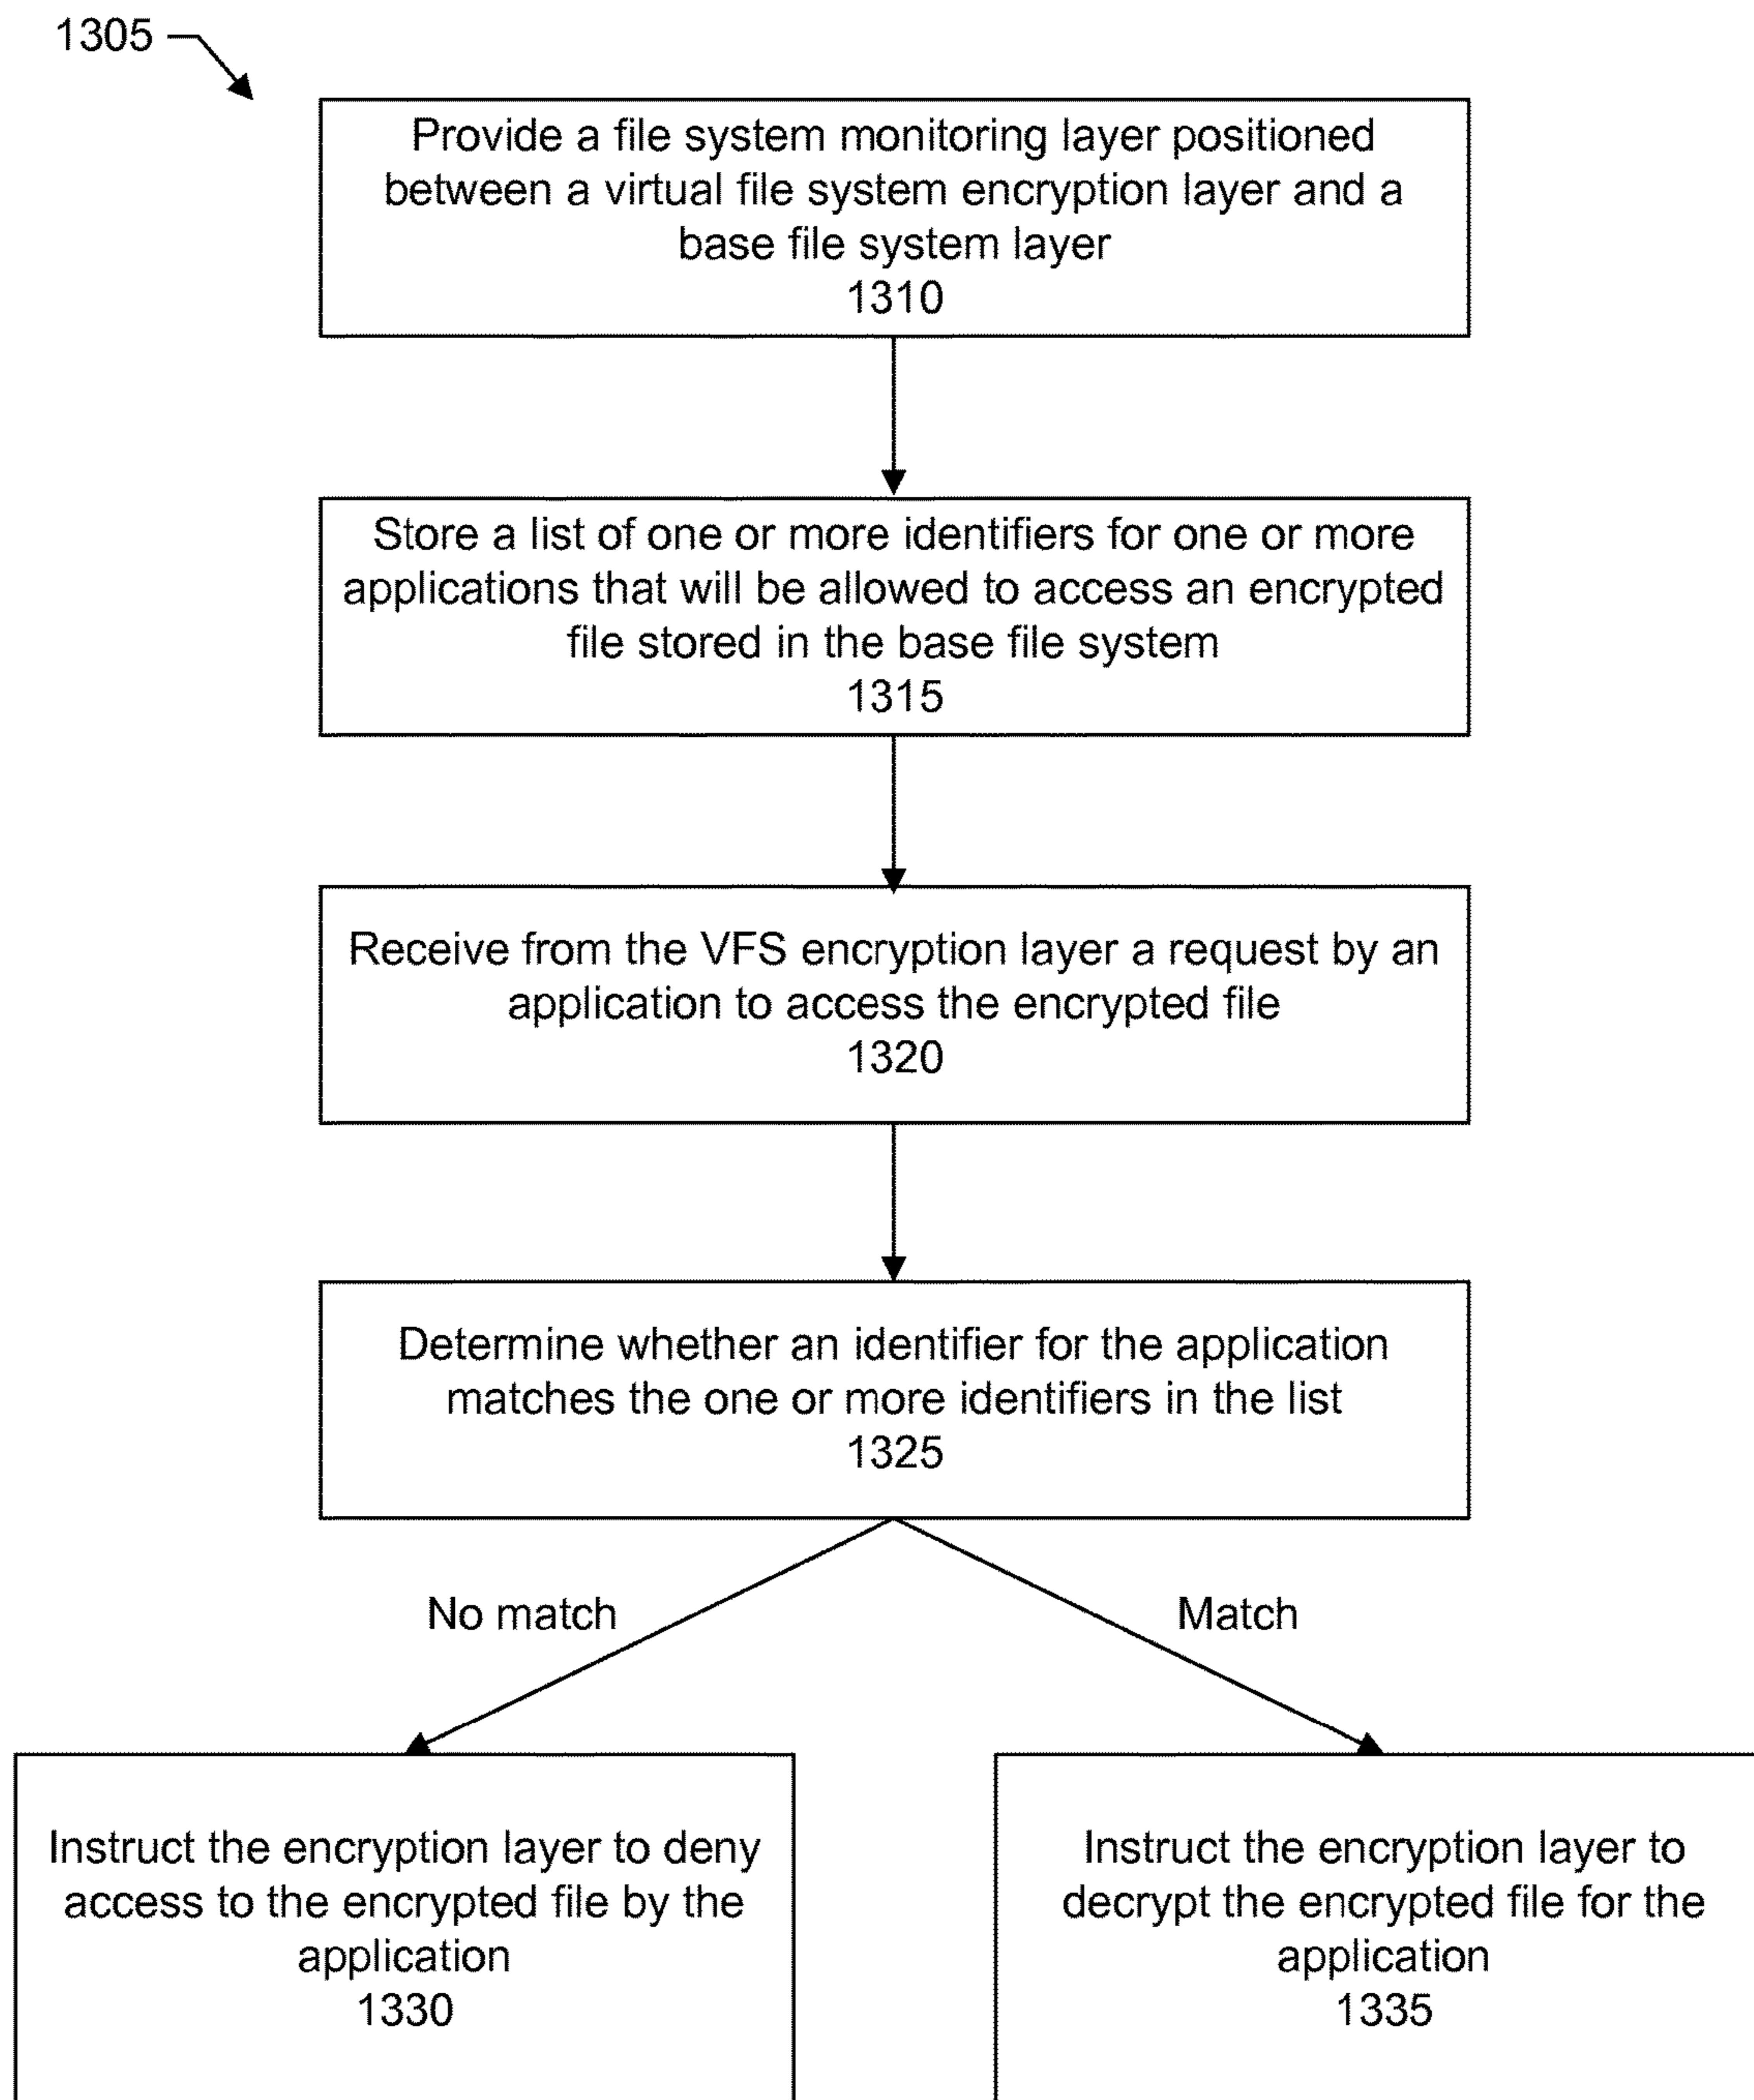 1305
Provide a file system monitoring layer positioned
between a virtual file system encryption layer and a
base file system layer
1310
Store a list of one or more identifiers for one or more
applications that will be allowed to access an encrypted
file stored in the base file system
1315
Receive from the VFS encryption layer a request by an
application to access the encrypted file
1320
Determine whether an identifier for the application
matches the one or more identifiers in the list
1325
No match
Match
Instruct the encryption layer to deny
access to the encrypted file by the
application
1330
Instruct the encryption layer to
decrypt the encrypted file for the
application
1335